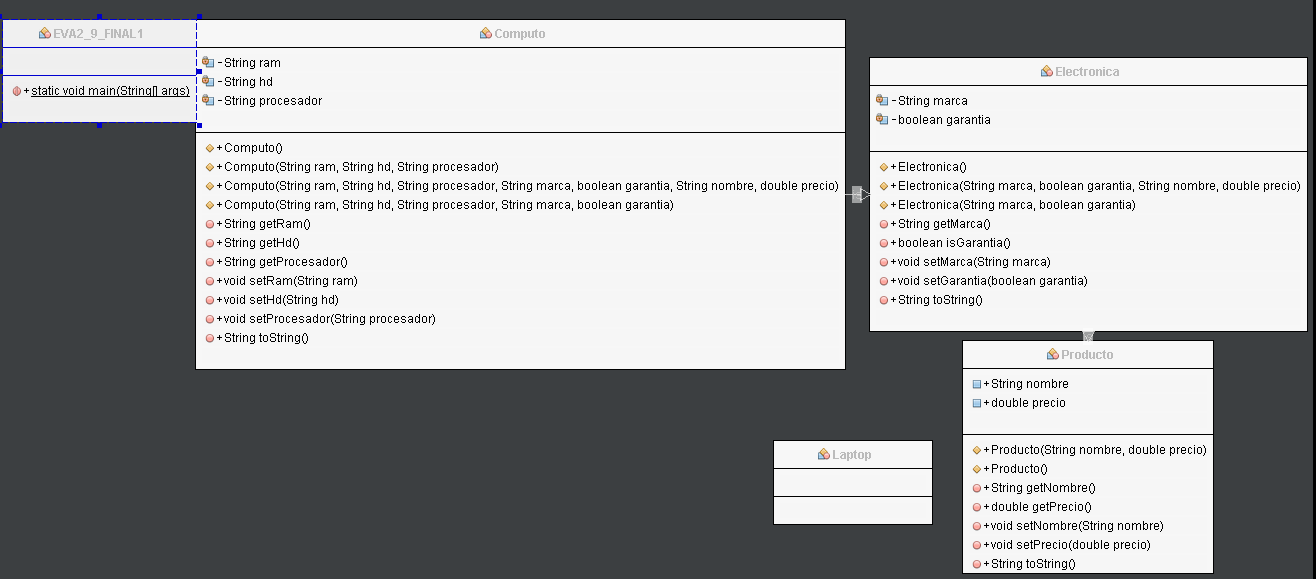 EVA2_9_FINAL1
+static void main(String[] args)
Computo
-String ram
-String hd
-String procesador
+Computo()
+Computo(String ram, String hd, String procesador)
+Computo(String ram, String hd, String procesador, String marca, boolean garantia, String nombre, double precio)
+Computo(String ram, String hd, String procesador, String marca, boolean garantia)
+String getRam()
+String getHd()
+String getProcesador()
+void setRam(String ram)
+void setHd(String hd)
+void setProcesador(String procesador)
+String toString()
Electronica
-String marca
-boolean garantia
+Electronica()
+Electronica(String marca, boolean garantia, String nombre, double precio)
+Electronica(String marca, boolean garantia)
+String getMarca()
+boolean isGarantia()
+void setMarca(String marca)
+void setGarantia(boolean garantia)
+String toString()
Laptop
Producto
+String nombre
+double precio
+Producto(String nombre, double precio)
+Producto()
+String getNombre()
+double getPrecio()
+void setNombre(String nombre)
+void setPrecio(double precio)
+String toString()